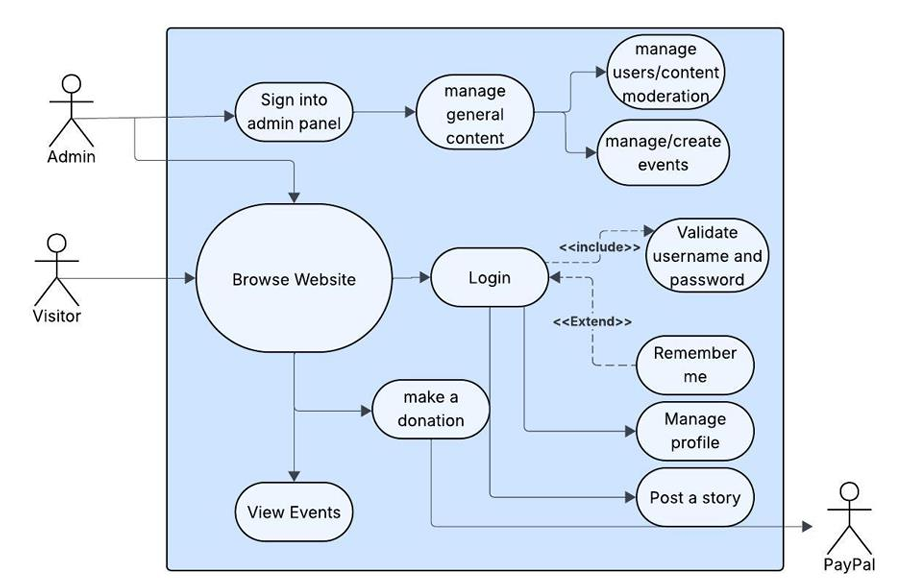 manage
users/content
moderation
Sign into
admin panel
manage
general
content
manage/create
events
Admin
Validate
username and
password
<<include>>
Browse Website
Login
Visitor
<<Extend>>
Remember
me
make a
donation
Manage
profile
View Events
Post a story
PayPal